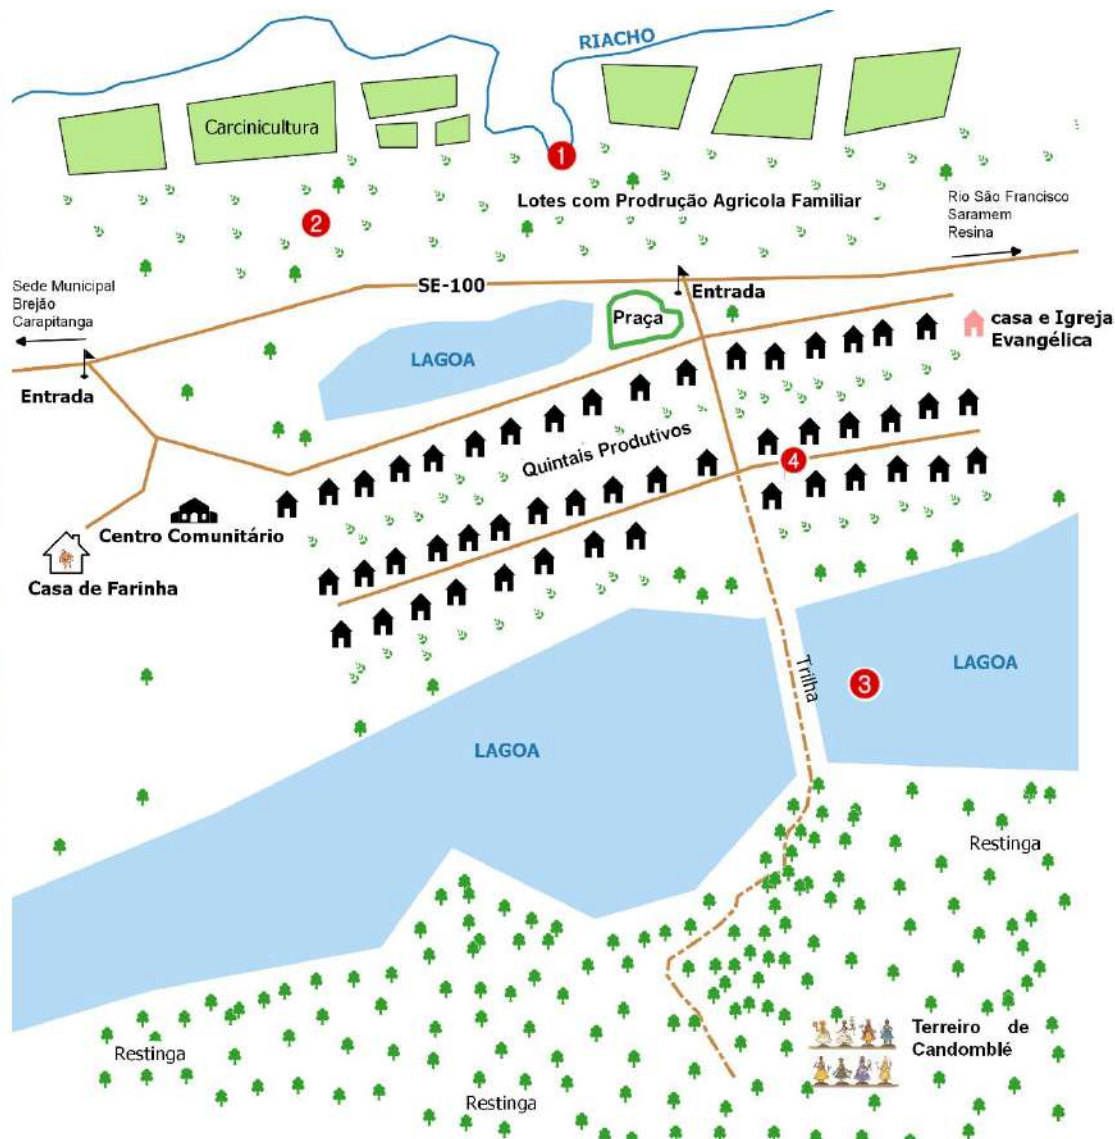 RIACHO
Carcinicultura
1
Lotes com Prodrução Agricola Familiar
2
Rio São Francisco
Saramem
Resina
SE-100
Entrada
Sede Municipal
Brejão
Carapitanga
Praça
casa e Igreja
Evangélica
LAGOA
Entrada
Quintais Produtivos
4
Centro Comunitário
Casa de Farinha
Trilha
3
LAGOA
LAGOA
Restinga
Terreiro de
Candomblé
Restinga
Restinga